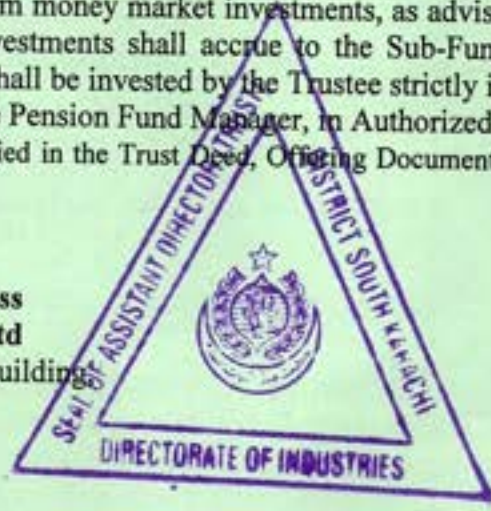 m money market investments, as advis
vestments shall accrue to the Sub-Fun
hall be invested by the Trustee strictly i
e Pension Fund Manager, in Authorized
ied in the Trust Deed, Offering Document
ss
td
uildings
SEAL OF ASSISTANT DIRECTOR
DISTRICT SOUTH KARACHI
DIRECTORATE OF INDUSTRIES